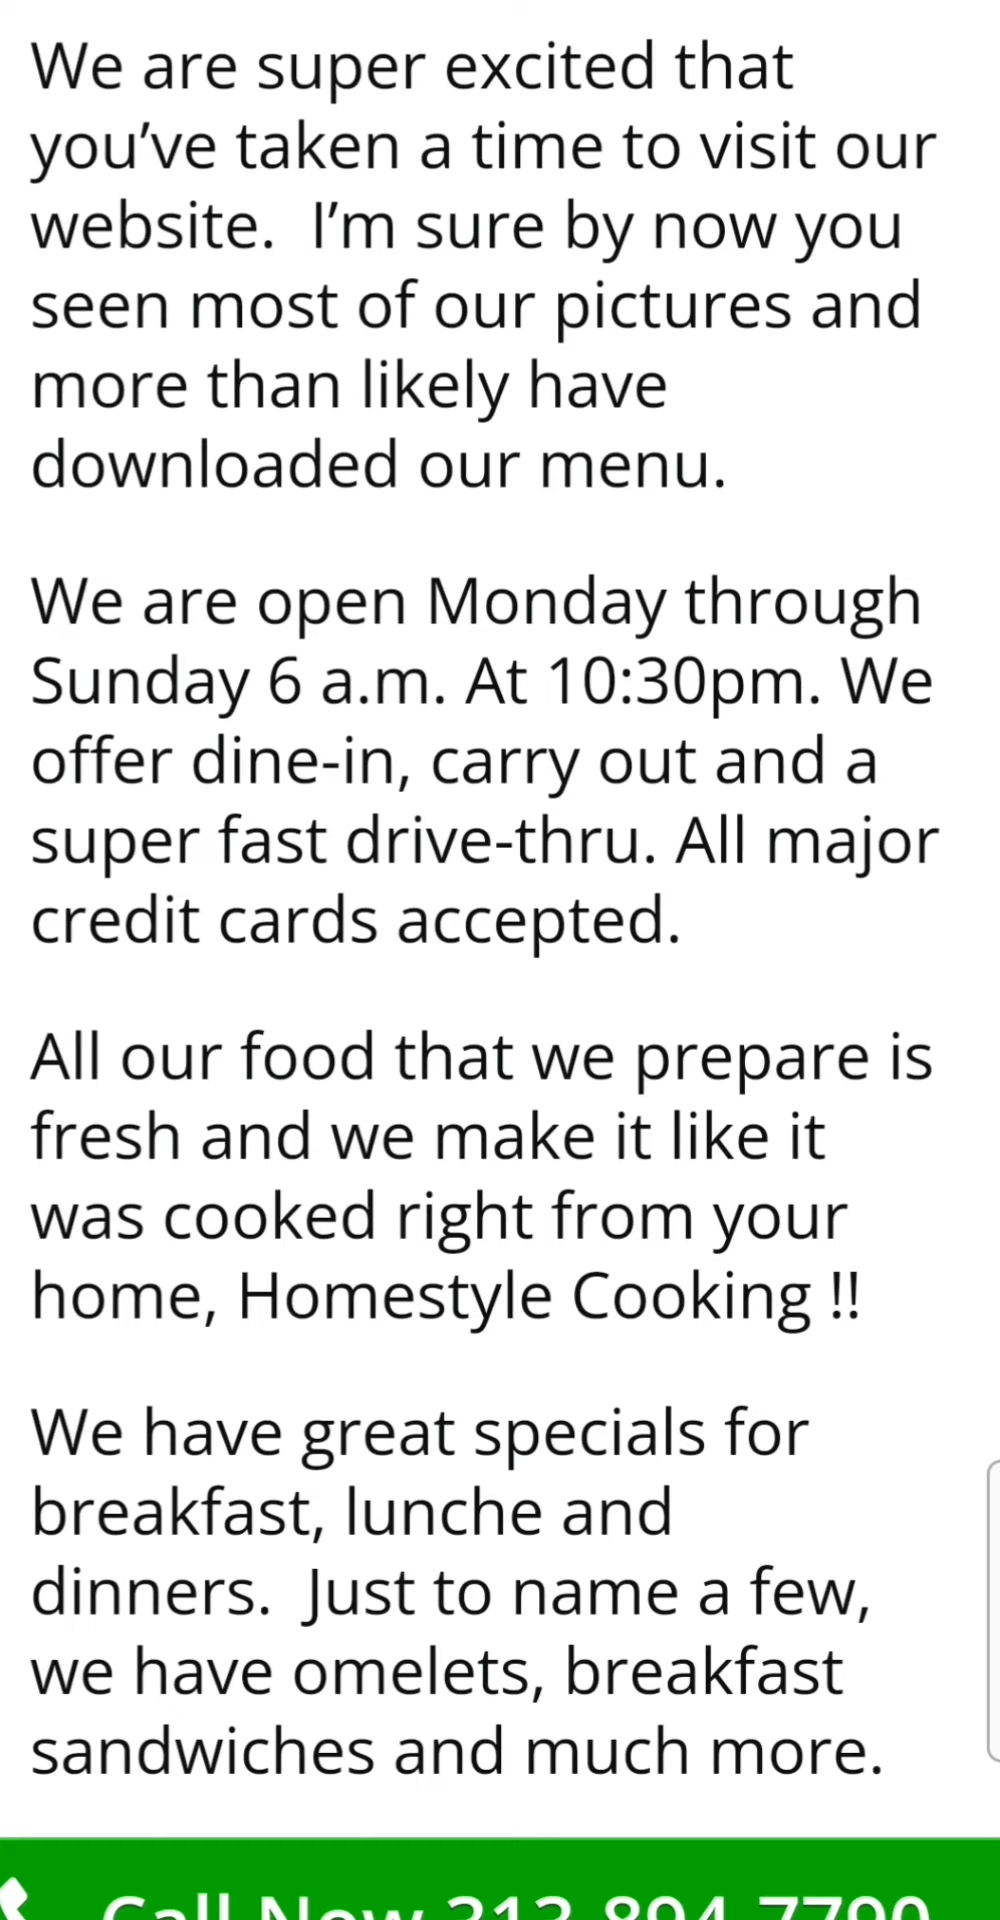 We are super excited that
you’ve taken a time to visit our
website.  I’m sure by now you
seen most of our pictures and
more than likely have
downloaded our menu.
We are open Monday through
Sunday 6 a.m. At 10:30pm. We
offer dine-in, carry out and a
super fast drive-thru. All major
credit cards accepted.
All our food that we prepare is
fresh and we make it like it
was cooked right from your
home, Homestyle Cooking !!
We have great specials for
breakfast, lunche and
dinners.  Just to name a few,
we have omelets, breakfast
sandwiches and much more.
Call Now 313-894-7790